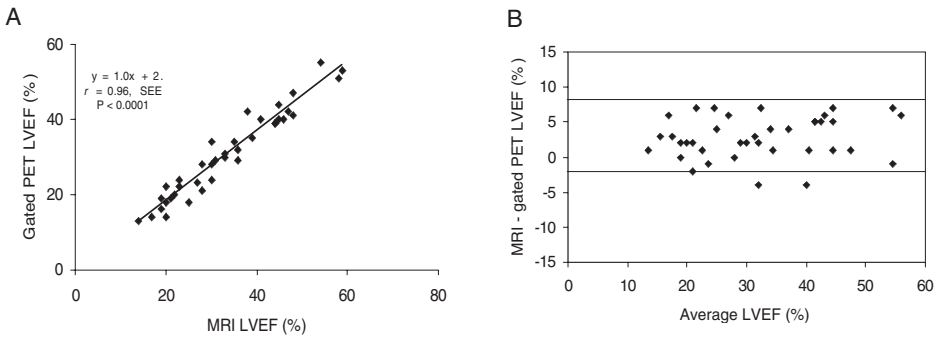 A
60
40
20
0
Gated PET LVEF (%)
y = 1.0x + 2.
r = 0.96, SEE
P < 0.0001
0 20 40 60 80
MRI LVEF (%)
B
15
10
5
0
-5
-10
-15
MRI - gated PET LVEF (%)
0 10 20 30 40 50 60
Average LVEF (%)